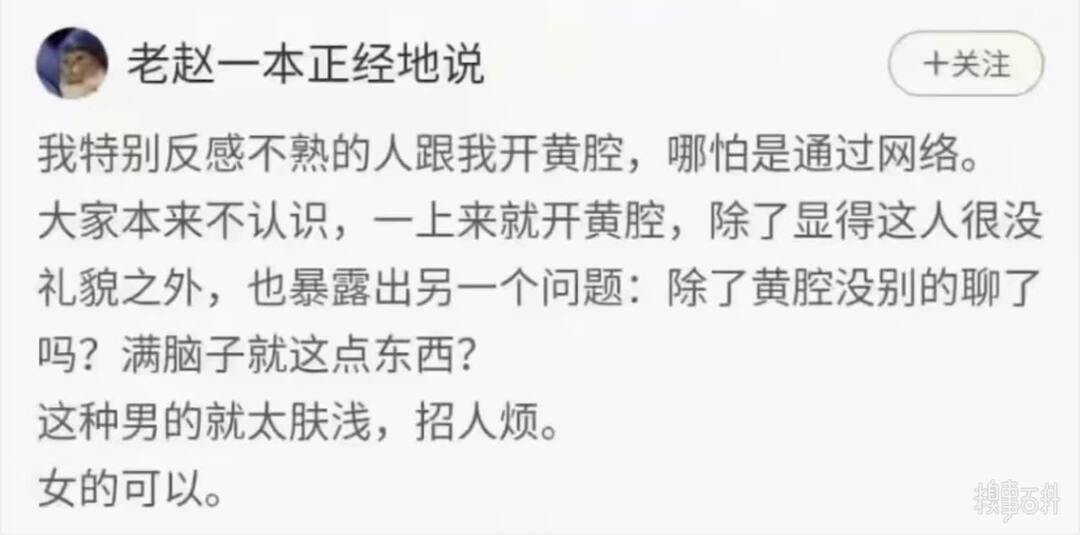 老赵一本正经地说
十关注
我特别反感不熟的人跟我开黄腔，哪怕是通过网络。
大家本来不认识，一上来就开黄腔，除了显得这人很没
礼貌之外，也暴露出另一个问题：除了黄腔没别的聊了
吗？满脑子就这点东西？
这种男的就太肤浅，招人烦。
女的可以。
糗事百科